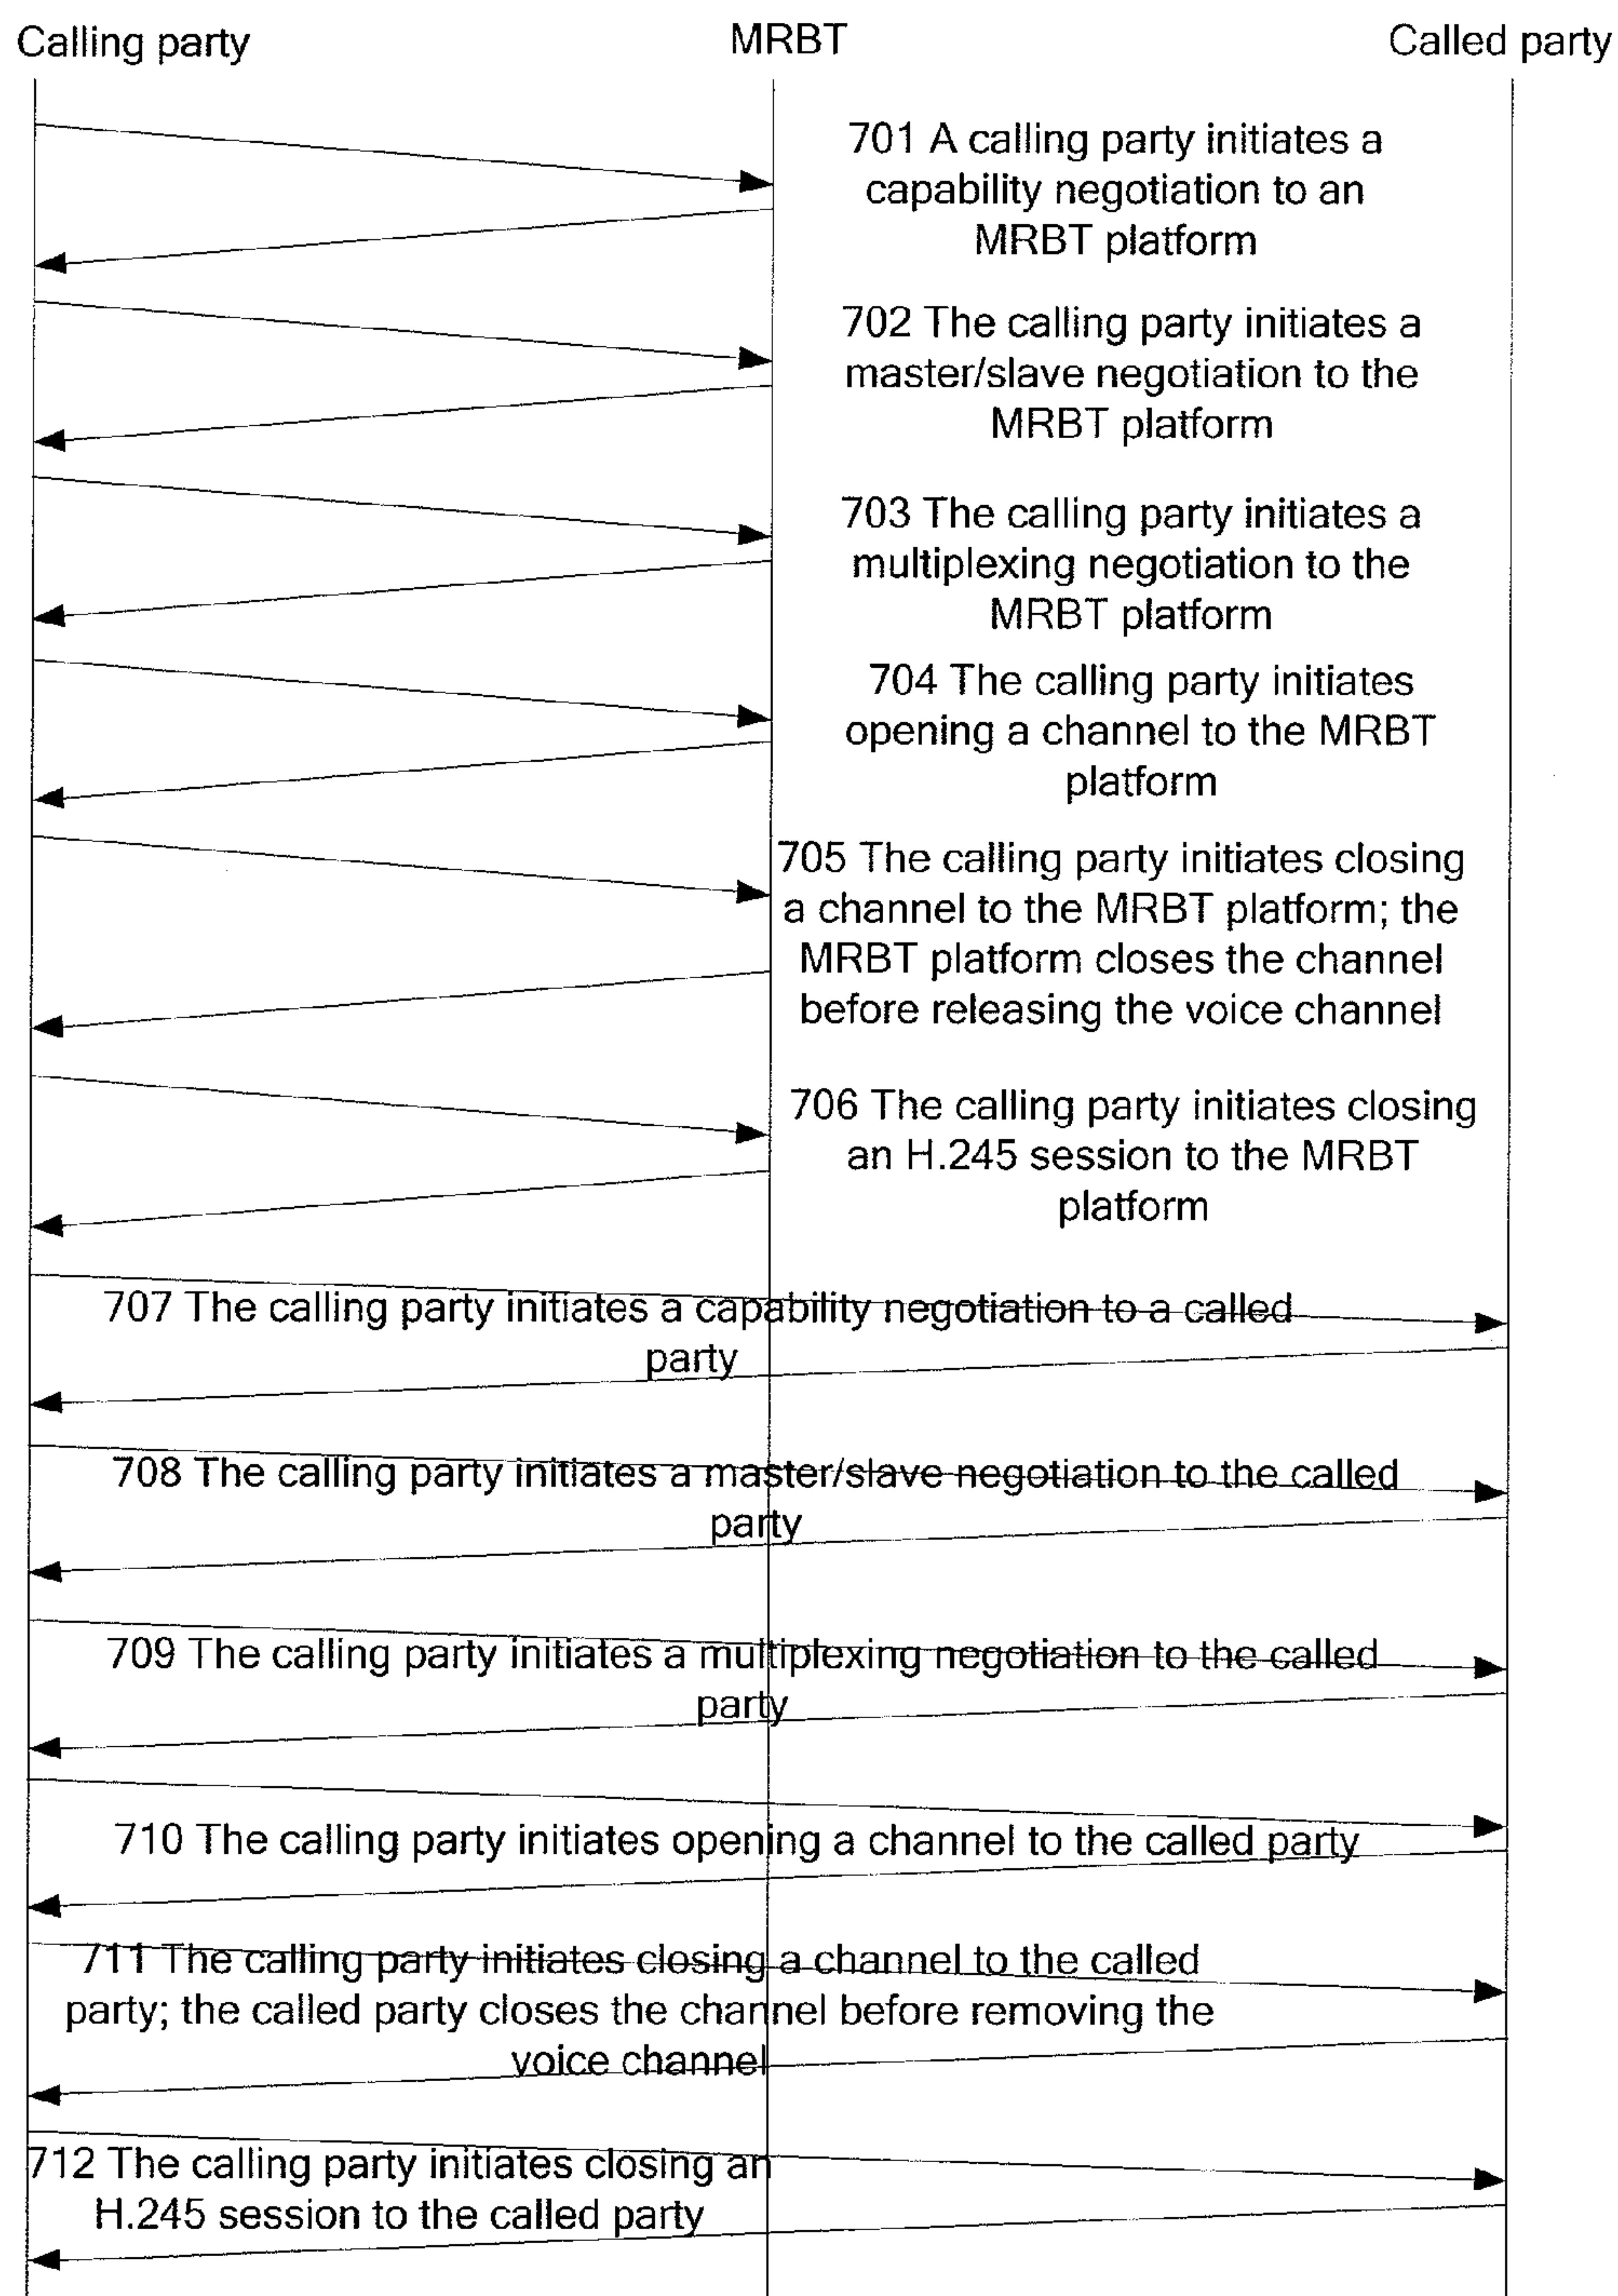 Calling party
MRBT
Called party
701 A calling party initiates a
capability negotiation to an
MRBT platform
702 The calling party initiates a
master/slave negotiation to the
MRBT platform
703 The calling party initiates a
multiplexing negotiation to the
MRBT platform
704 The calling party initiates
opening a channel to the MRBT
platform
705 The calling party initiates closing
a channel to the MRBT platform; the
MRBT platform closes the channel
before releasing the voice channel
706 The calling party initiates closing
an H.245 session to the MRBT
platform
707 The calling party initiates a capability negotiation to a called
party
708 The calling party initiates a master/slave negotiation to the called
party
709 The calling party initiates a multiplexing negotiation to the called
party
710 The calling party initiates opening a channel to the called party
711 The calling party initiates closing a channel to the called
party; the called party closes the channel before removing the
voice channel
712 The calling party initiates closing an
H.245 session to the called party